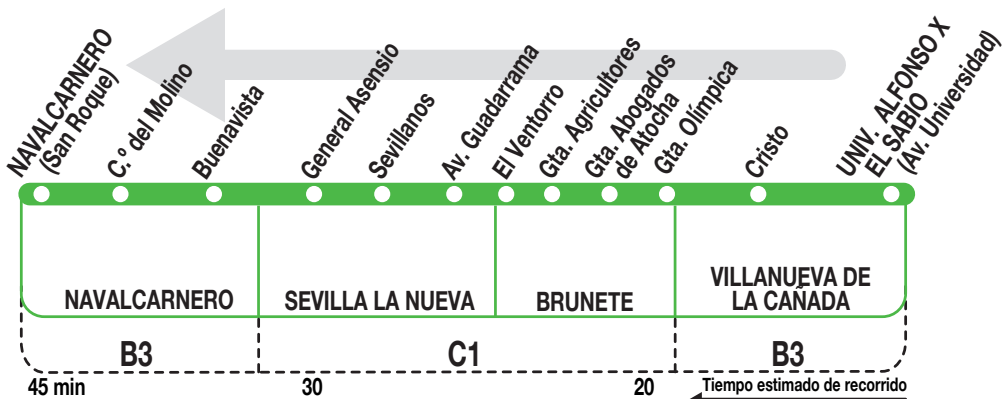 NAVALCARNERO
(San Roque)
C.º del Molino
Buenavista
General Asensio
Sevillanos
Av. Guadarrama
El Ventorro
Gta. Agricultores
Gta. Abogados
de Atocha
Gta. Olímpica
Cristo
UNIV. ALFONSO X
EL SABIO
(Av. Universidad)
NAVALCARNERO
SEVILLA LA NUEVA
BRUNETE
VILLANUEVA DE
LA CAÑADA
B3
C1
B3
45 min
30
20
Tiempo estimado de recorrido